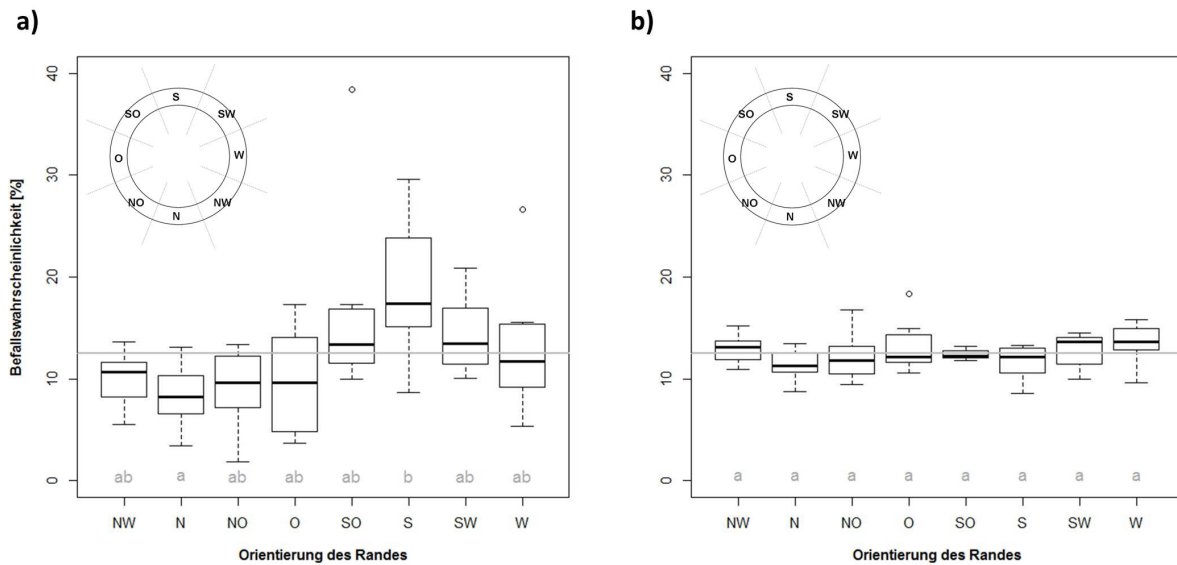 a)
Befallswahrscheinlichkeit [%]
40
30
20
10
0
S
SO SW
O W
NO NW
N
ab a ab ab ab b ab ab
NW N NO O SO S SW W
Orientierung des Randes
b)
40
30
20
10
0
S
SO SW
O W
NO NW
N
a a a a a a a a
NW N NO O SO S SW W
Orientierung des Randes